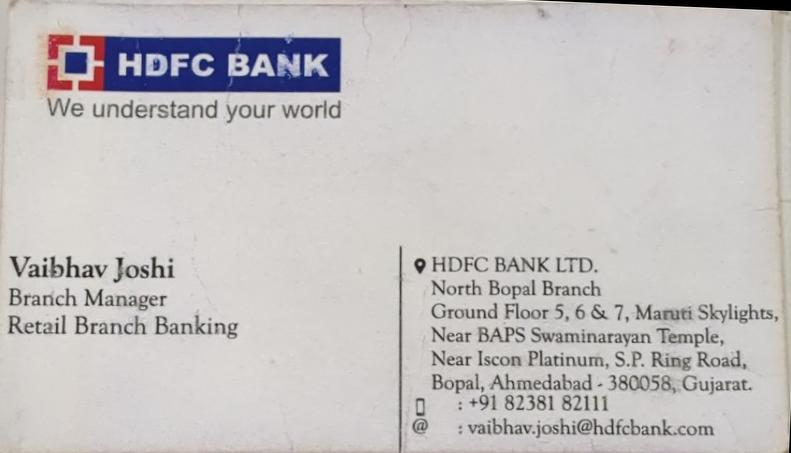 HDFC BANK
We understand your world
Vaibhav Joshi
Branch Manager
Retail Branch Banking
HDFC BANK LTD.
North Bopal Branch
Ground Floor 5, 6 & 7, Maruti Skylights,
Near BAPS Swaminarayan Temple,
Near Iscon Platinum, S.P. Ring Road,
Bopal, Ahmedabad - 380058, Gujarat.
: +91 82381 82111
@ : vaibhav.joshi@hdfcbank.com